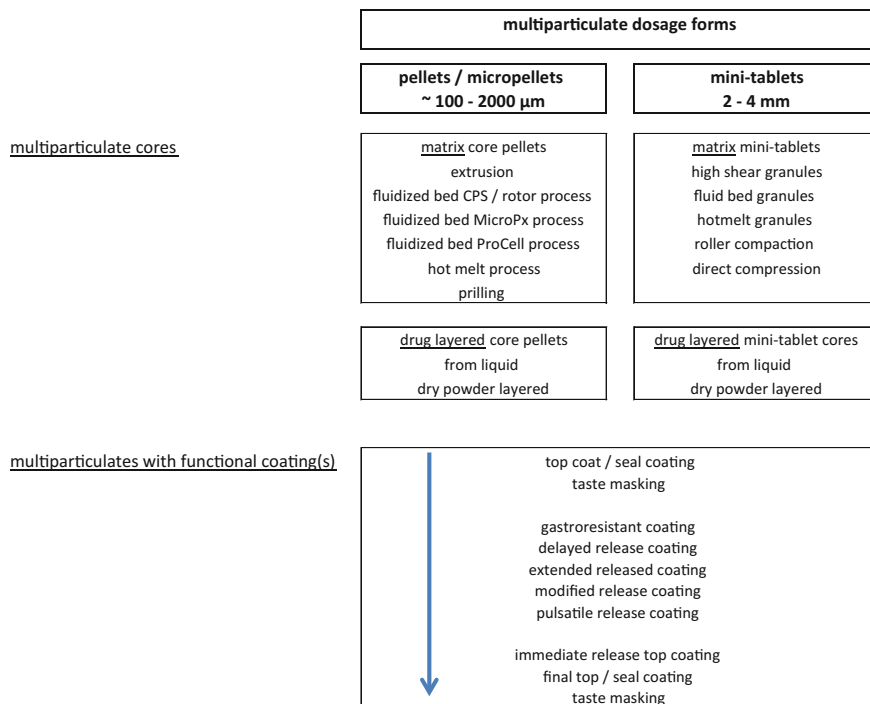 multiparticulate dosage forms
pellets / micropellets
~ 100 - 2000 µm
mini-tablets
2 - 4 mm
multiparticulate cores
matrix core pellets
extrusion
fluidized bed CPS / rotor process
fluidized bed MicroPx process
fluidized bed ProCell process
hot melt process
prilling
matrix mini-tablets
high shear granules
fluid bed granules
hotmelt granules
roller compaction
direct compression
drug layered core pellets
from liquid
dry powder layered
drug layered mini-tablet cores
from liquid
dry powder layered
multiparticulates with functional coating(s)
top coat / seal coating
taste masking
gastroresistant coating
delayed release coating
extended released coating
modified release coating
pulsatile release coating
immediate release top coating
final top / seal coating
taste masking